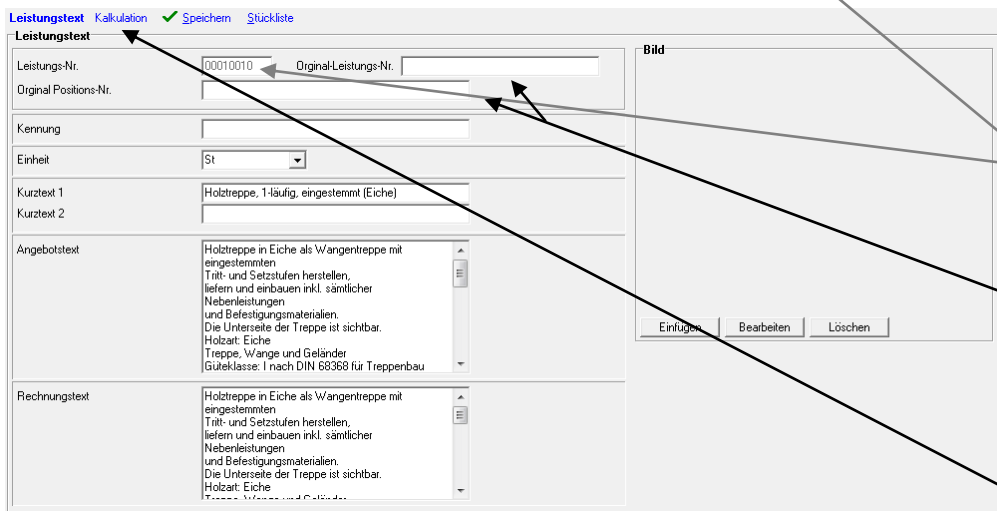 Leistungstext Kalkulation Speichern Stückliste
Leistungstext
Leistungs-Nr. 00010010 Orginal-Leistungs-Nr.
Orginal Positions-Nr.
Kennung
Einheit St
Kurztext 1 Holztreppe, 1-läufig, eingestemmt (Eiche)
Kurztext 2
Angebotstext
Holztreppe in Eiche als Wangentreppe mit
eingestemmten
Tritt- und Setzstufen herstellen,
liefern und einbauen inkl. sämtlicher
Nebenleistungen
und Befestigungsmaterialien.
Die Unterseite der Treppe ist sichtbar.
Holzart: Eiche
Treppe, Wange und Geländer
Güteklasse: I nach DIN 68368 für Treppenbau
Rechnungstext
Holztreppe in Eiche als Wangentreppe mit
eingestemmten
Tritt- und Setzstufen herstellen,
liefern und einbauen inkl. sämtlicher
Nebenleistungen
und Befestigungsmaterialien.
Die Unterseite der Treppe ist sichtbar.
Holzart: Eiche
Bild
Einfügen Bearbeiten Löschen